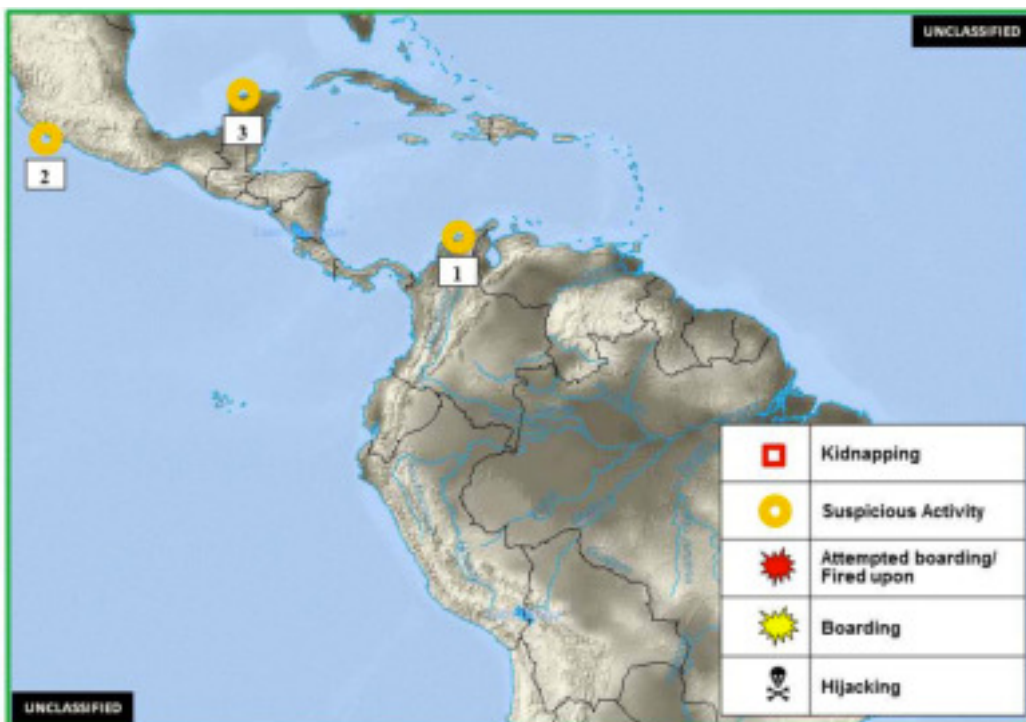 UNCLASSIFIED
3
2
1
Kidnapping
Suspicious Activity
Attempted boarding/
Fired upon
Boarding
Hijacking
UNCLASSIFIED